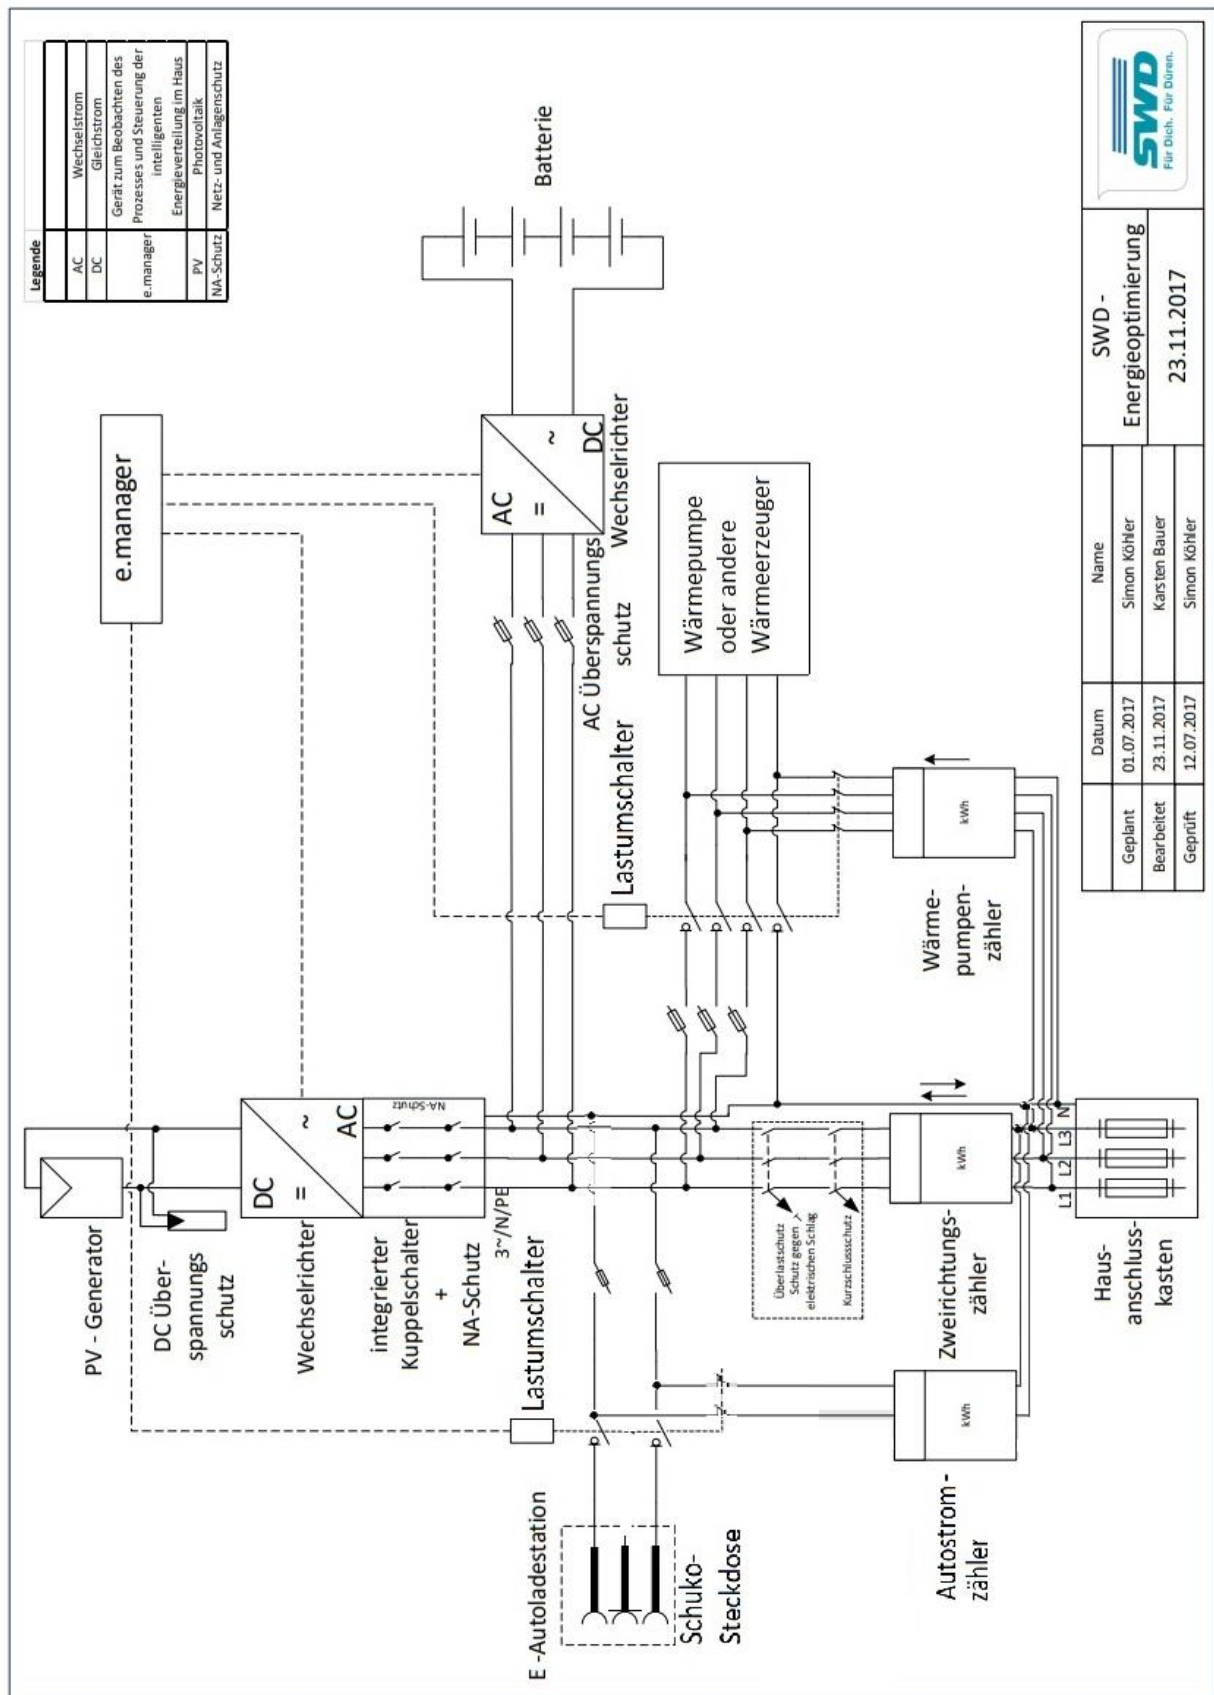 Legende
AC Wechselstrom
DC Gleichstrom
e.manager Gerät zum Beobachten des
Prozesses und Steuerung der
intelligenten
Energieverteilung im Haus
PV Photovoltaik
NA-Schutz Netz- und Anlagenschutz
e.manager
Batterie
PV - Generator
DC Über-
spannungs
schutz
DC
=
~
AC
Wechselrichter
NA-Schutz
integrierter
Kuppelschalter
+
NA-Schutz
3~/N/PE
AC
=
~
DC
Wechselrichter
AC Überspannungs
schutz
Lastumschalter
Wärmepumpe
oder andere
Wärmeerzeuger
Lastumschalter
E -Autoladestation
Schuko-
Steckdose
Überlastschutz
Schutz gegen
elektrischen Schlag
Kurzschlussschutz
kWh
Autostrom-
zähler
kWh
Zweirichtungs-
zähler
kWh
Wärme-
pumpen-
zähler
L1 L2 L3 N
Haus-
anschluss-
kasten
Datum Name
Geplant 01.07.2017 Simon Köhler
Bearbeitet 23.11.2017 Karsten Bauer
Geprüft 12.07.2017 Simon Köhler
SWD -
Energieoptimierung
23.11.2017
SWD
Für Dich. Für Düren.